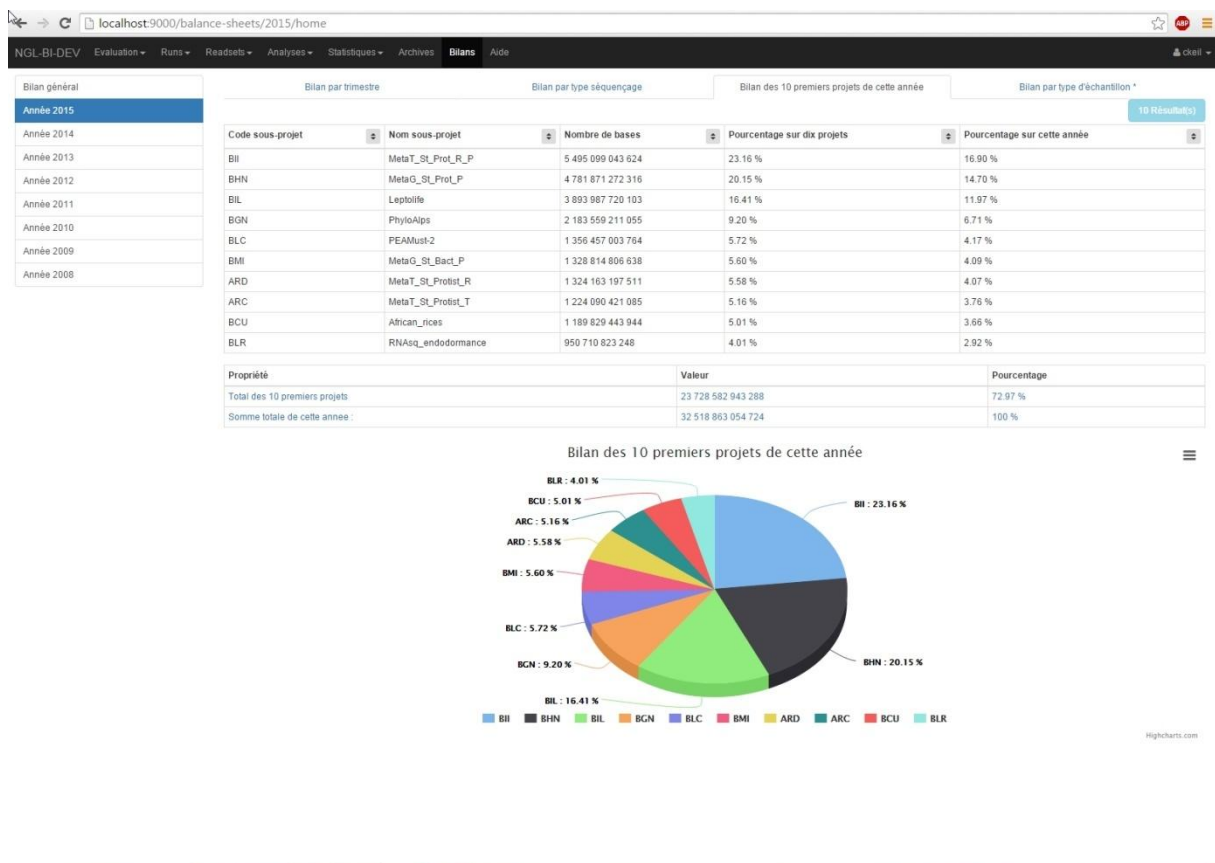 localhost:9000/balance-sheets/2015/home
ABP
NGL-BI-DEV Evaluation Runs Readsets Analyses Statistiques Archives Bilans Aide ckeil
Bilan général
Année 2015
Année 2014
Année 2013
Année 2012
Année 2011
Année 2010
Année 2009
Année 2008
Bilan par trimestre Bilan par type séquençage Bilan des 10 premiers projets de cette année Bilan par type d'échantillon *
10 Résultat(s)
Code sous-projet Nom sous-projet Nombre de bases Pourcentage sur dix projets Pourcentage sur cette année
BII MetaT_St_Prot_R_P 5 495 099 043 624 23.16 % 16.90 %
BHN MetaG_St_Prot_P 4 781 871 272 316 20.15 % 14.70 %
BIL Leptolife 3 893 987 720 103 16.41 % 11.97 %
BGN PhyloAlps 2 183 559 211 055 9.20 % 6.71 %
BLC PEAMust-2 1 356 457 003 764 5.72 % 4.17 %
BMI MetaG_St_Bact_P 1 328 814 806 638 5.60 % 4.09 %
ARD MetaT_St_Protist_R 1 324 163 197 511 5.58 % 4.07 %
ARC MetaT_St_Protist_T 1 224 090 421 085 5.16 % 3.76 %
BCU African_rices 1 189 829 443 944 5.01 % 3.66 %
BLR RNAsq_endodormance 950 710 823 248 4.01 % 2.92 %
Propriété Valeur Pourcentage
Total des 10 premiers projets 23 728 582 943 288 72.97 %
Somme totale de cette annee : 32 518 863 054 724 100 %
Bilan des 10 premiers projets de cette année
BLR : 4.01 %
BCU : 5.01 %
BII : 23.16 %
ARC : 5.16 %
ARD : 5.58 %
BMI : 5.60 %
BLC : 5.72 %
BGN : 9.20 %
BHN : 20.15 %
BIL : 16.41 %
BII BHN BIL BGN BLC BMI ARD ARC BCU BLR
Highcharts.com